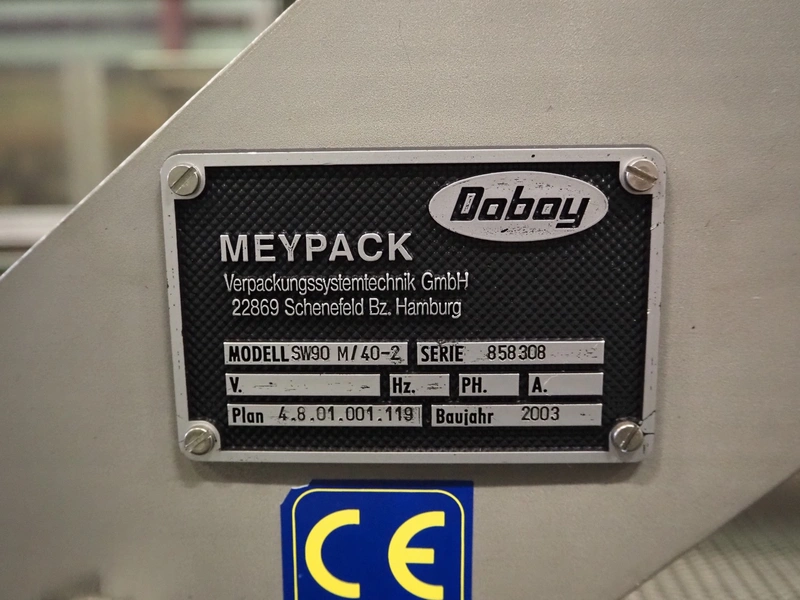 Doboy
MEYPACK
Verpackungssystemtechnik GmbH
22869 Schenefeld Bz. Hamburg
MODELL SW90 M/40-2 SERIE 858308
V. Hz. PH. A.
Plan 4.8.01.001.119 Baujahr 2003
CE